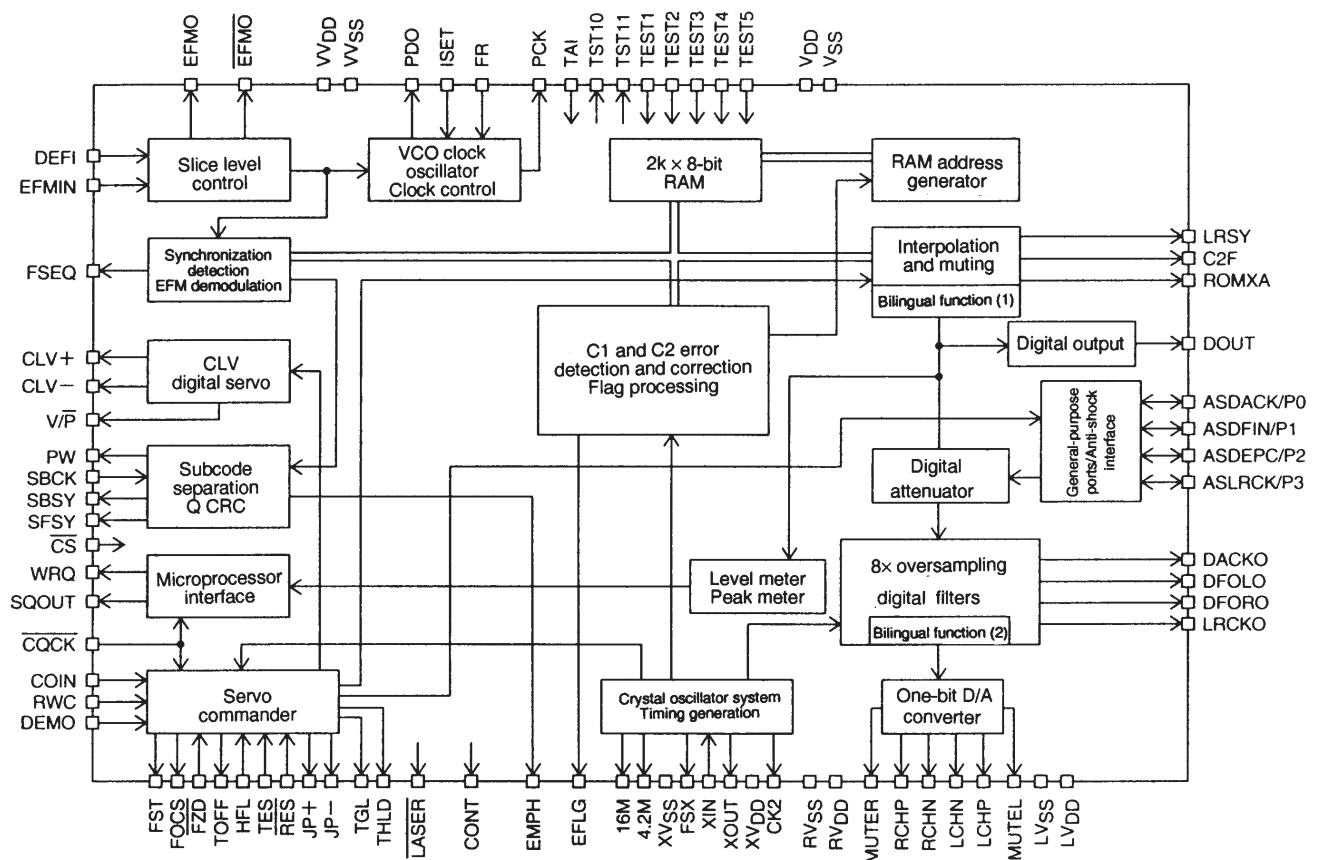 EFMO
E̅F̅M̅O̅
VVDD
VVSS
PDO
ISET
FR
PCK
TAI
TST10
TST11
TEST1
TEST2
TEST3
TEST4
TEST5
VDD
VSS
DEFI
EFMIN
FSEQ
CLV+
CLV−
V/P̅
PW
SBCK
SBSY
SFSY
C̅S̅
WRQ
SQOUT
C̅Q̅C̅K̅
COIN
RWC
DEMO
Slice level
control
VCO clock
oscillator
Clock control
2k × 8-bit
RAM
RAM address
generator
Synchronization
detection
EFM demodulation
Interpolation
and muting
Bilingual function (1)
C1 and C2 error
detection and correction
Flag processing
Digital output
CLV
digital servo
General-purpose
ports/Anti-shock
interface
Subcode
separation
Q CRC
Digital
attenuator
Microprocessor
interface
Level meter
Peak meter
8× oversampling
digital filters
Bilingual function (2)
Servo
commander
Crystal oscillator system
Timing generation
One-bit D/A
converter
LRSY
C2F
ROMXA
DOUT
ASDACK/P0
ASDFIN/P1
ASDEPC/P2
ASLRCK/P3
DACKO
DFOLO
DFORO
LRCKO
FST
FOCS
F̅Z̅D̅
TOFF
HFL
TES
R̅E̅S̅
JP+
JP−
TGL
THLD
L̅A̅S̅E̅R̅
CONT
EMPH
EFLG
16M
4.2M
XVSS
FSX
XIN
XOUT
XVDD
CK2
RVSS
RVDD
MUTER
RCHP
RCHN
LCHN
LCHP
MUTEL
LVSS
LVDD